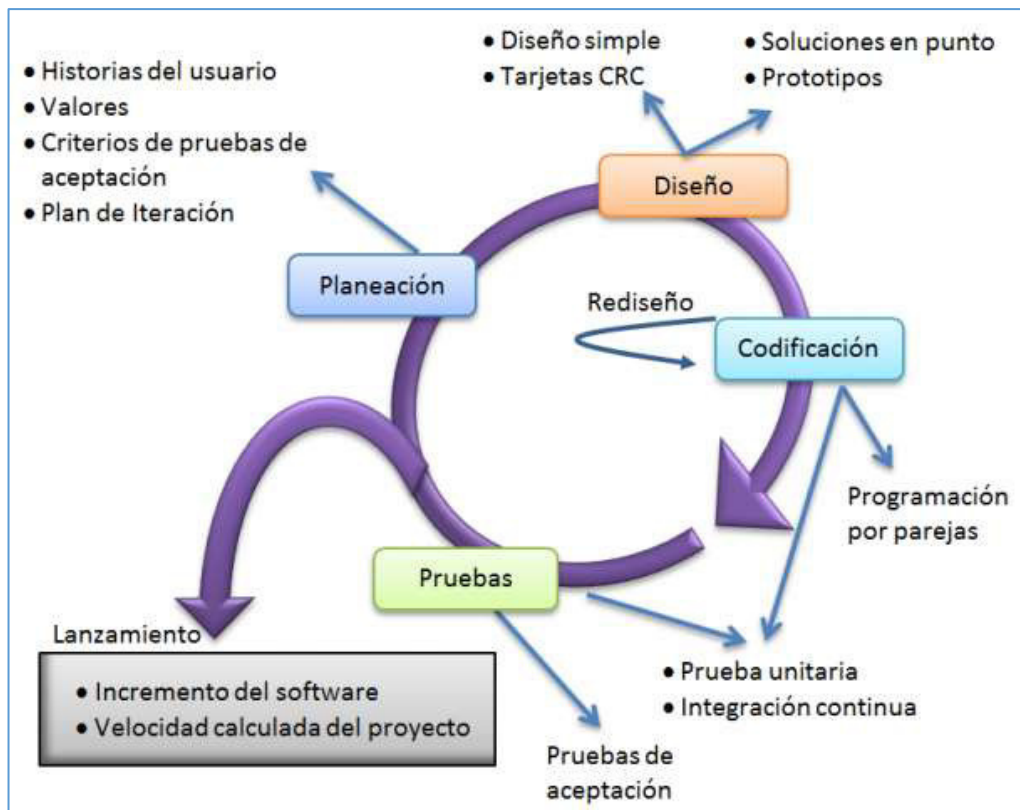 • Diseño simple
• Tarjetas CRC
• Soluciones en punto
• Prototipos
• Historias del usuario
• Valores
• Criterios de pruebas de
aceptación
• Plan de Iteración
Diseño
Planeación
Rediseño
Codificación
Programación
por parejas
Pruebas
Lanzamiento
• Incremento del software
• Velocidad calculada del proyecto
• Prueba unitaria
• Integración continua
Pruebas de
aceptación